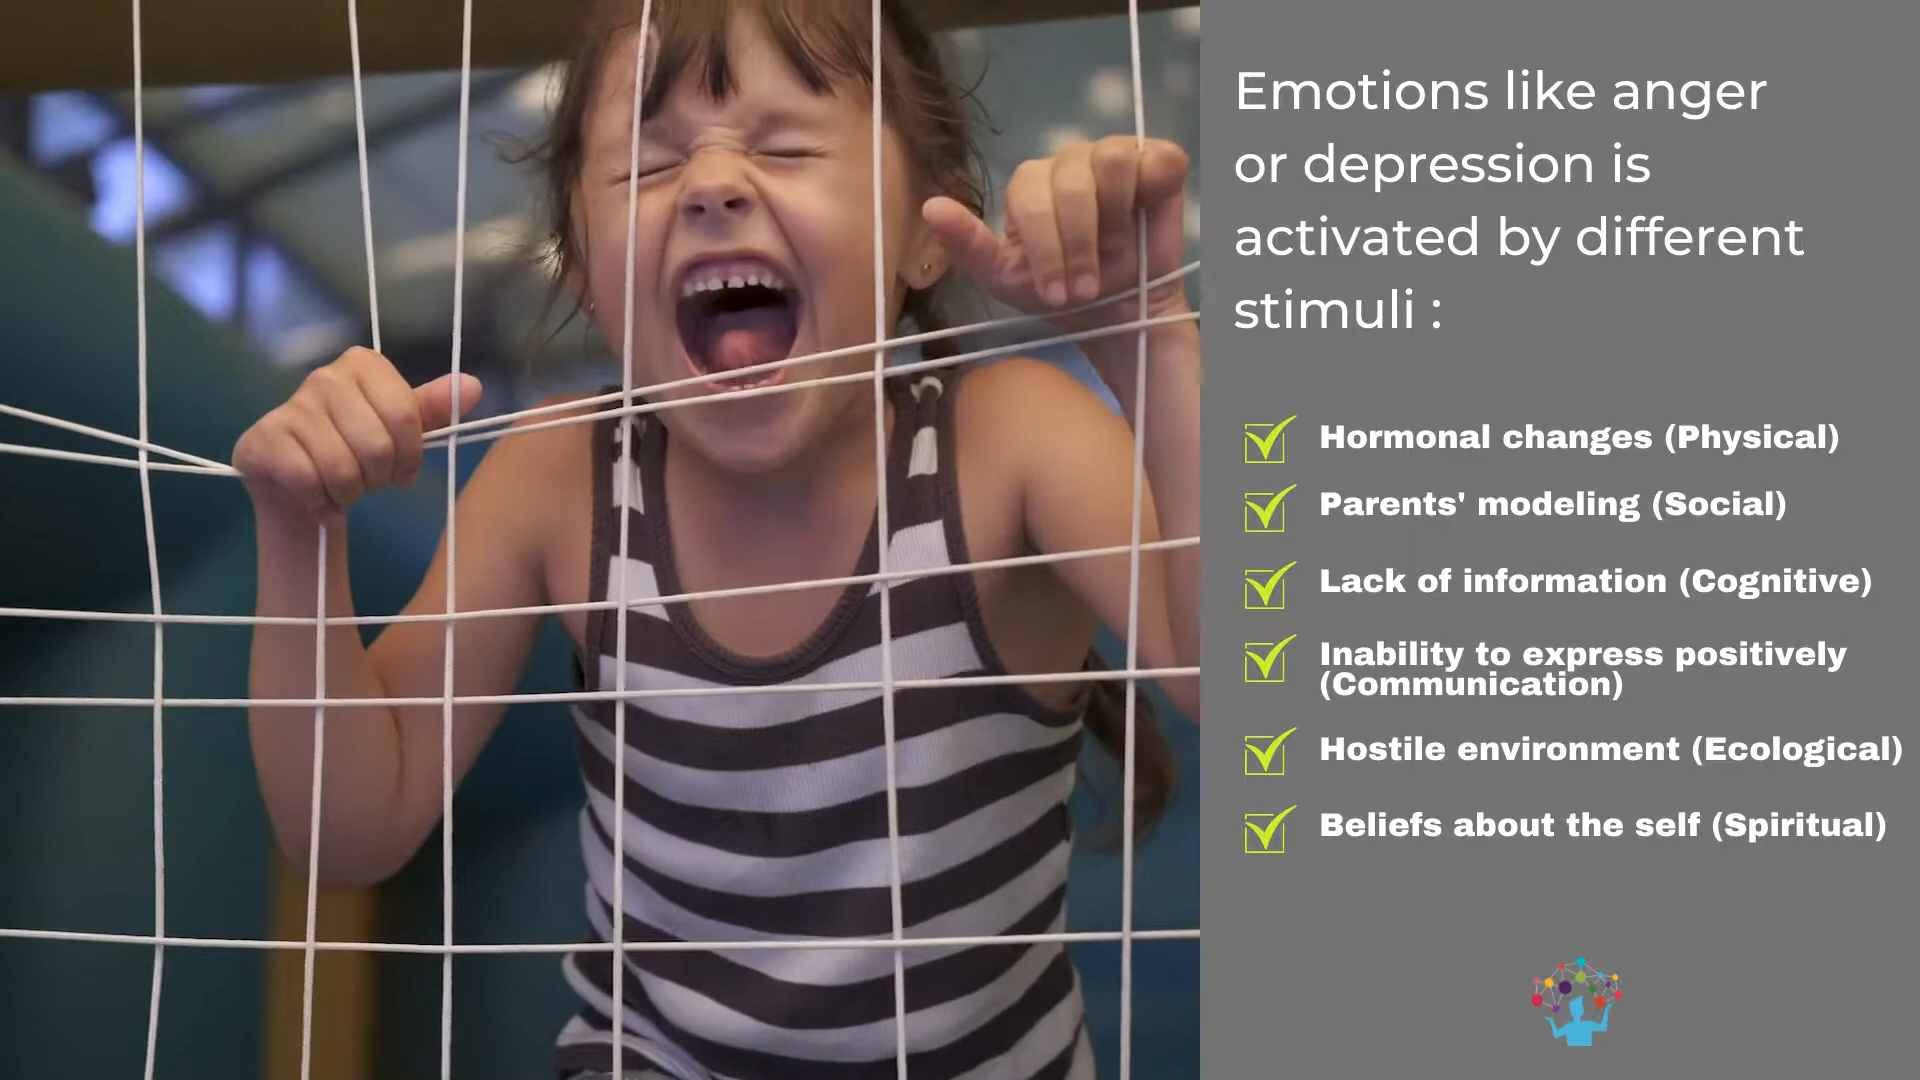 Emotions like anger
or depression is
activated by different
stimuli :
Hormonal changes (Physical)
Parents' modeling (Social)
Lack of information (Cognitive)
Inability to express positively
(Communication)
Hostile environment (Ecological)
Beliefs about the self (Spiritual)